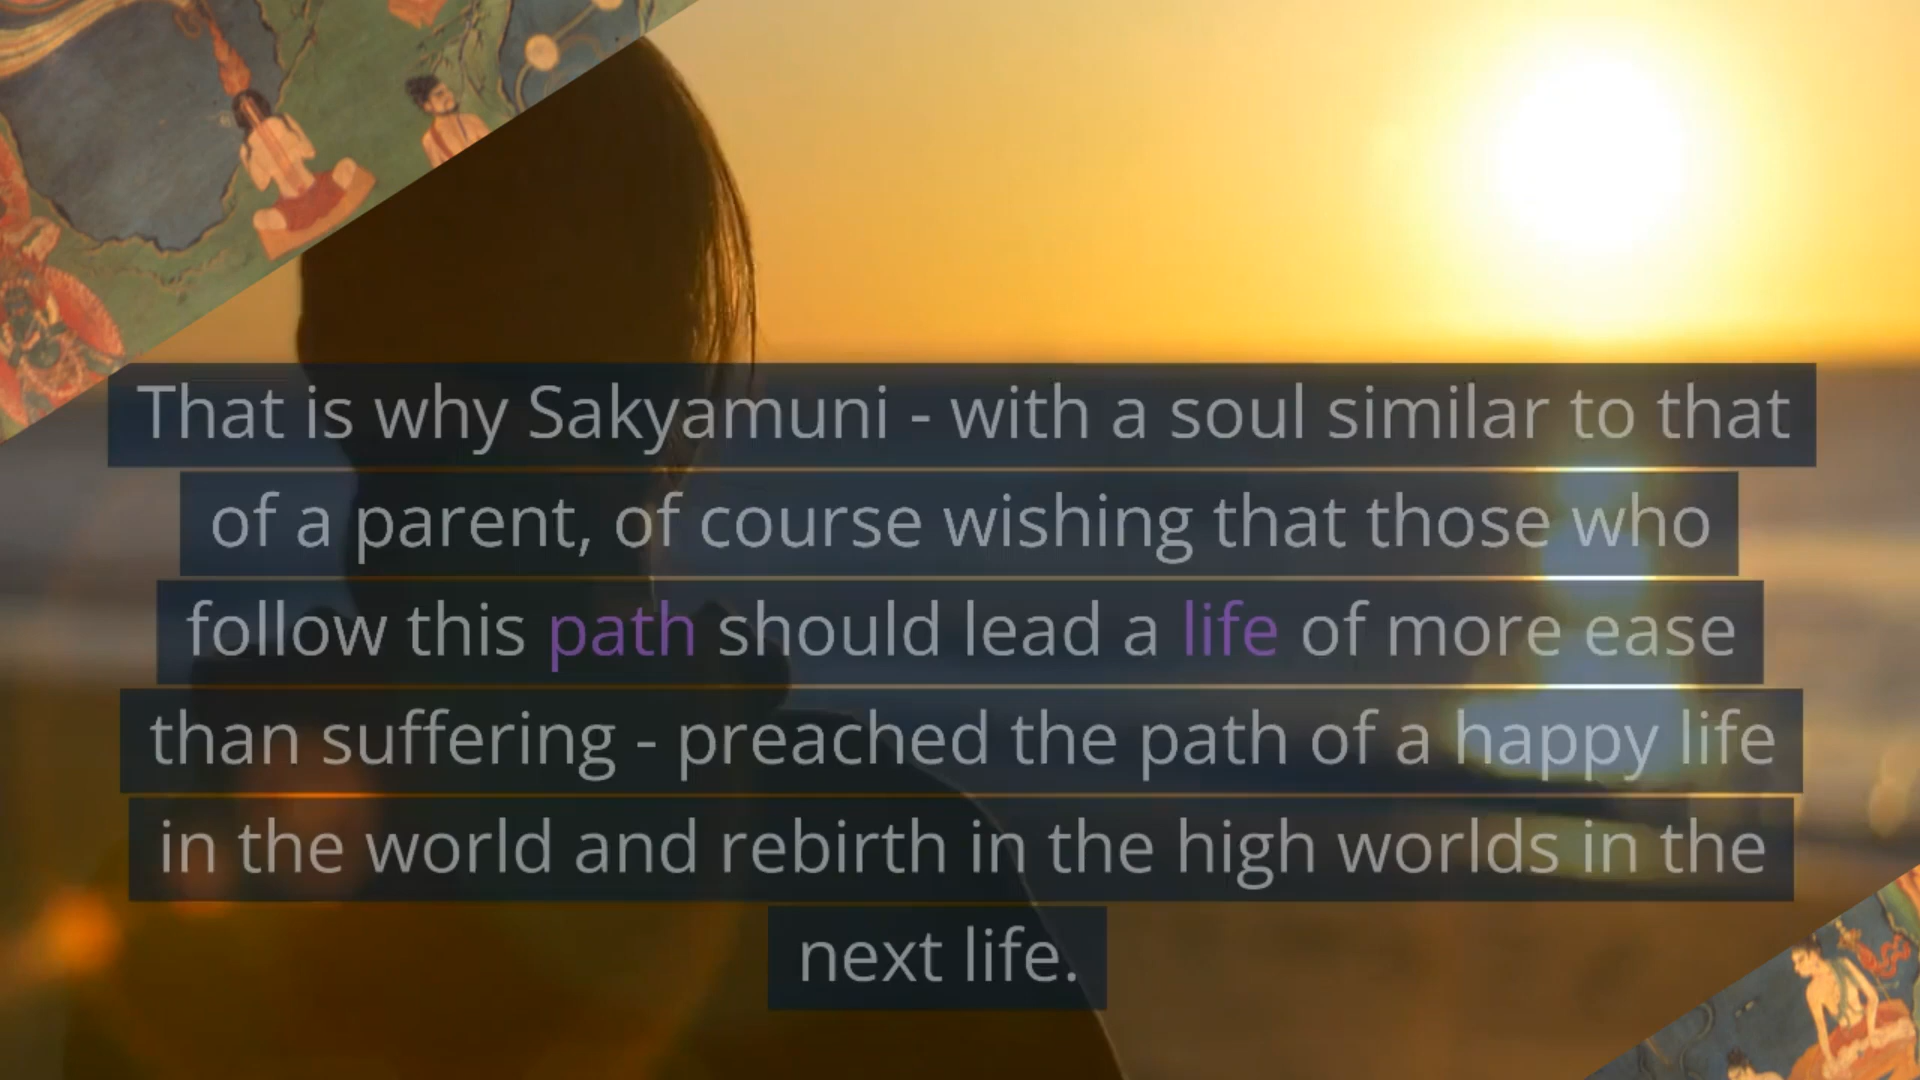 That is why Sakyamuni - with a soul similar to that
of a parent, of course wishing that those who
follow this path should lead a life of more ease
than suffering - preached the path of a happy life
in the world and rebirth in the high worlds in the
next life.